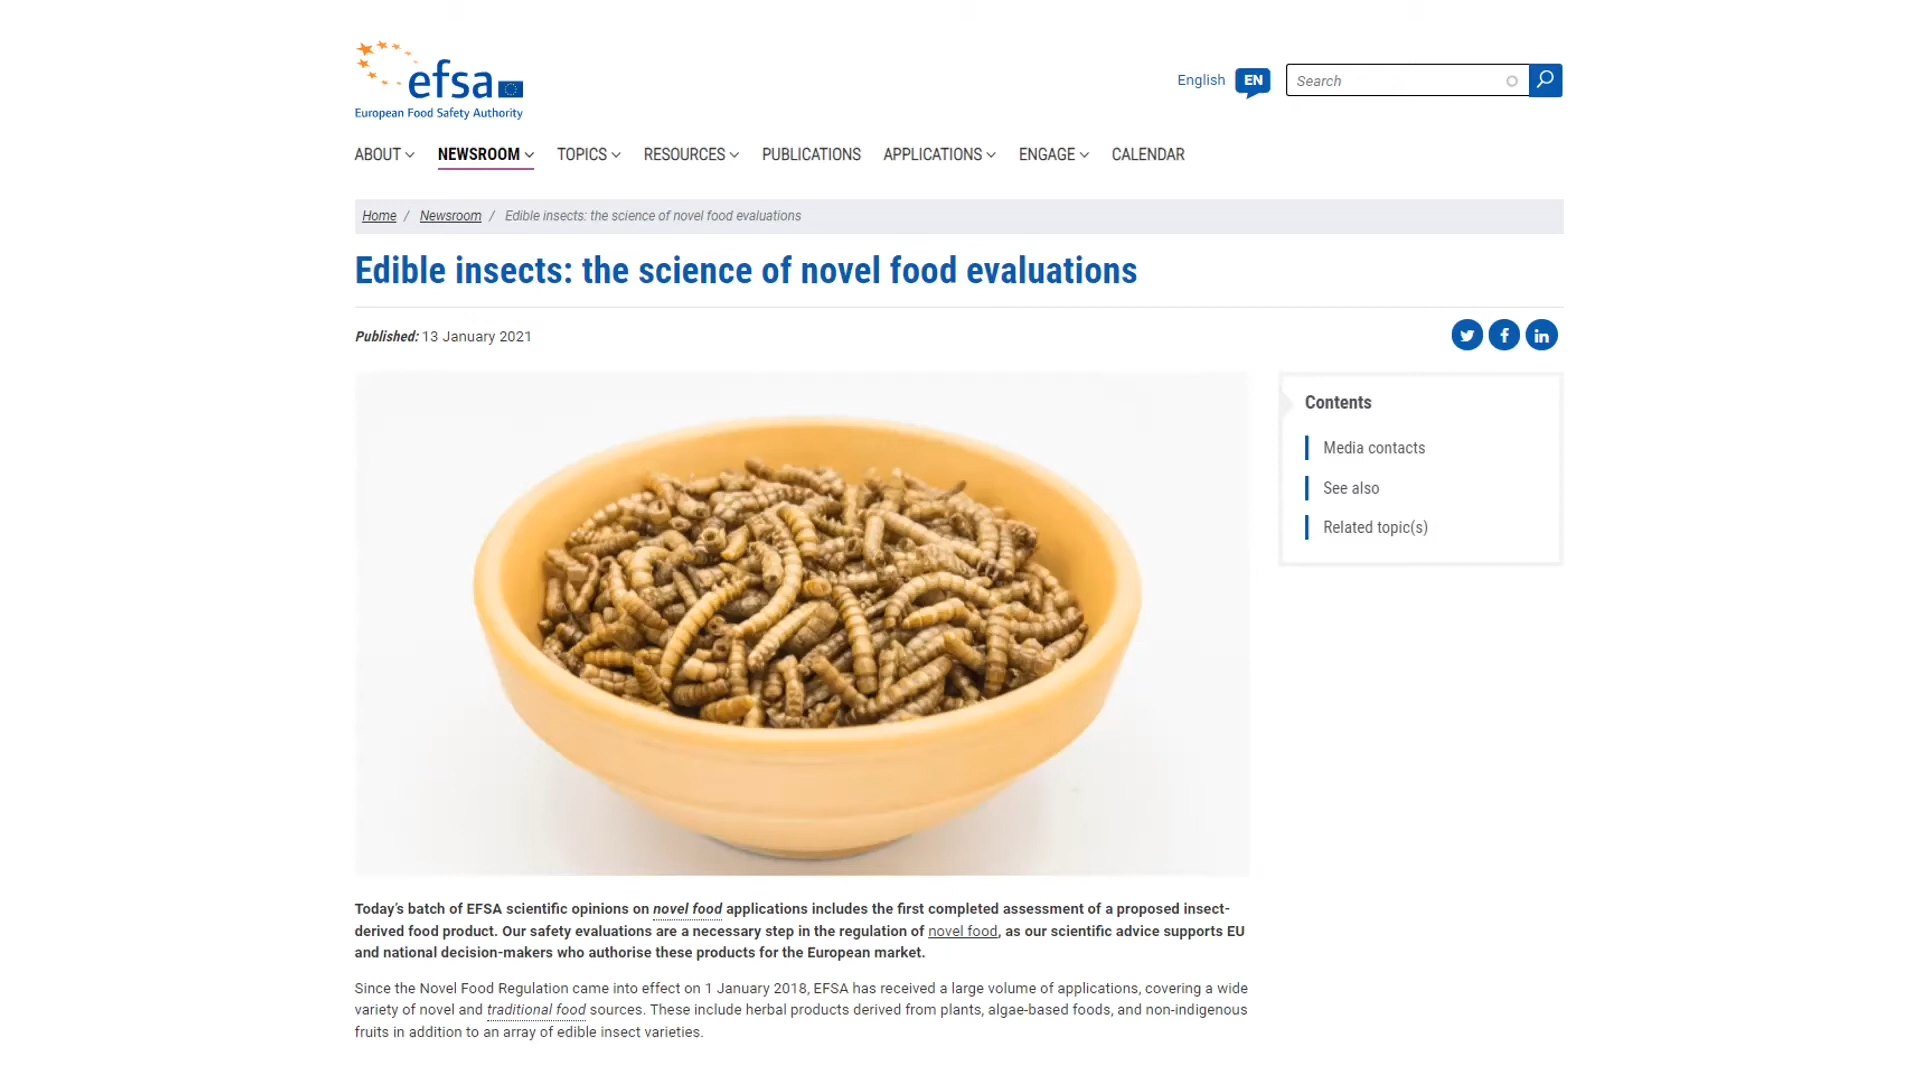 efsa
European Food Safety Authority
English EN Search
ABOUT NEWSROOM TOPICS RESOURCES PUBLICATIONS APPLICATIONS ENGAGE CALENDAR
Home / Newsroom / Edible insects: the science of novel food evaluations
Edible insects: the science of novel food evaluations
Published: 13 January 2021
Contents
Media contacts
See also
Related topic(s)
Today’s batch of EFSA scientific opinions on novel food applications includes the first completed assessment of a proposed insect-
derived food product. Our safety evaluations are a necessary step in the regulation of novel food, as our scientific advice supports EU
and national decision-makers who authorise these products for the European market.
Since the Novel Food Regulation came into effect on 1 January 2018, EFSA has received a large volume of applications, covering a wide
variety of novel and traditional food sources. These include herbal products derived from plants, algae-based foods, and non-indigenous
fruits in addition to an array of edible insect varieties.